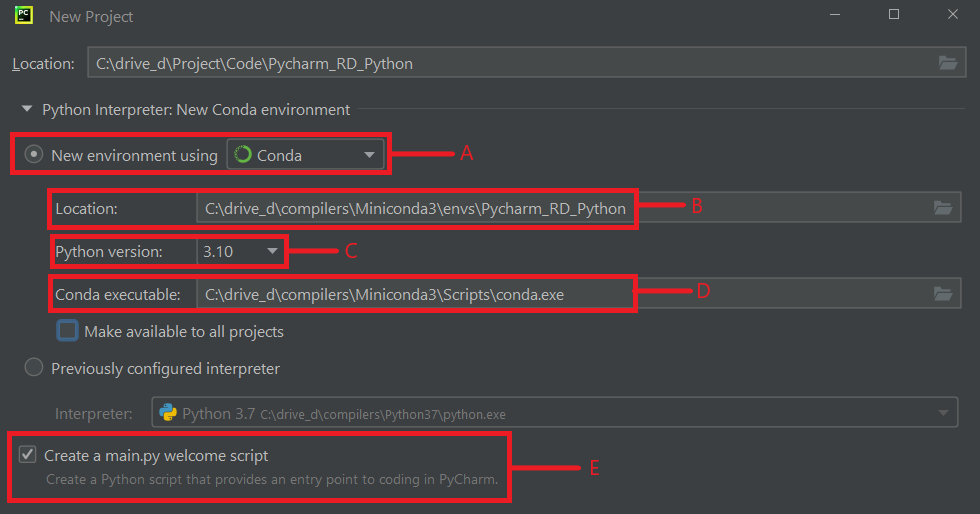 PC New Project
Location: C:\drive_d\Project\Code\Pycharm_RD_Python
Python Interpreter: New Conda environment
New environment using Conda A
Location: C:\drive_d\compilers\Miniconda3\envs\Pycharm_RD_Python B
Python version: 3.10 C
Conda executable: C:\drive_d\compilers\Miniconda3\Scripts\conda.exe D
Make available to all projects
Previously configured interpreter
Interpreter: Python 3.7 C:\drive_d\compilers\Python37\python.exe
Create a main.py welcome script
Create a Python script that provides an entry point to coding in PyCharm. E